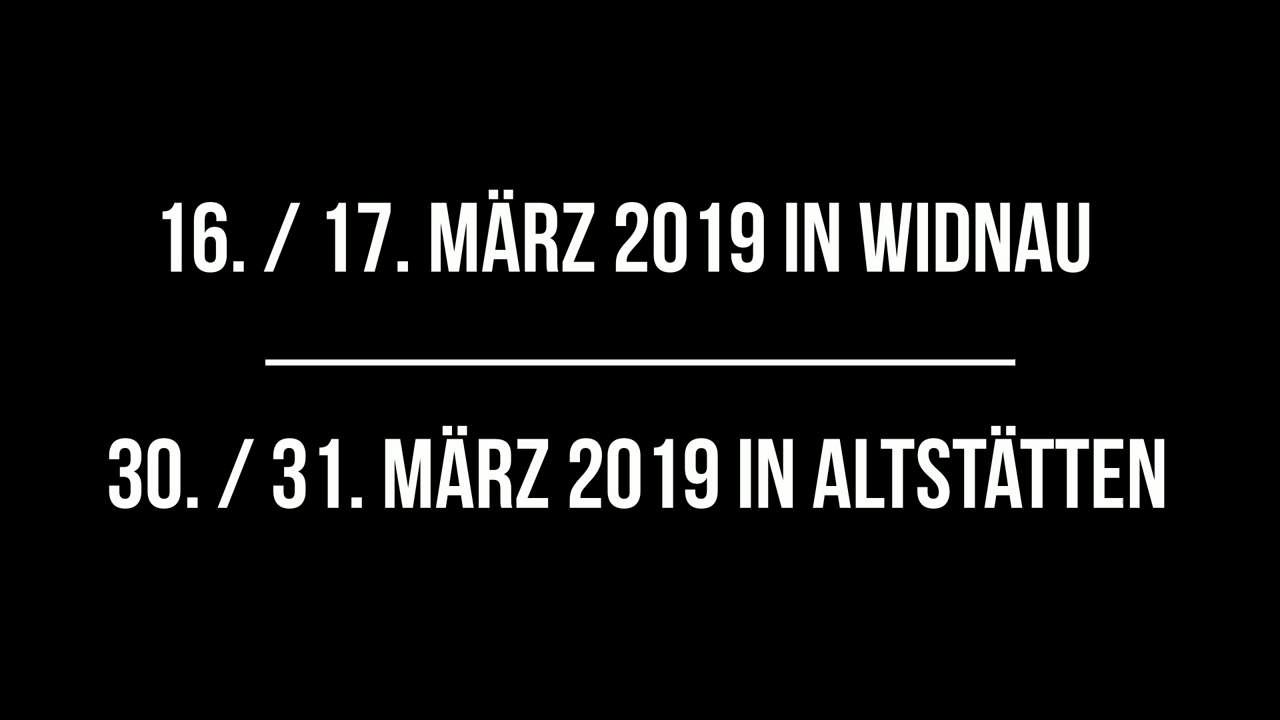 16. / 17. MÄRZ 2019 IN WIDNAU
30. / 31. MÄRZ 2019 IN ALTSTÄTTEN